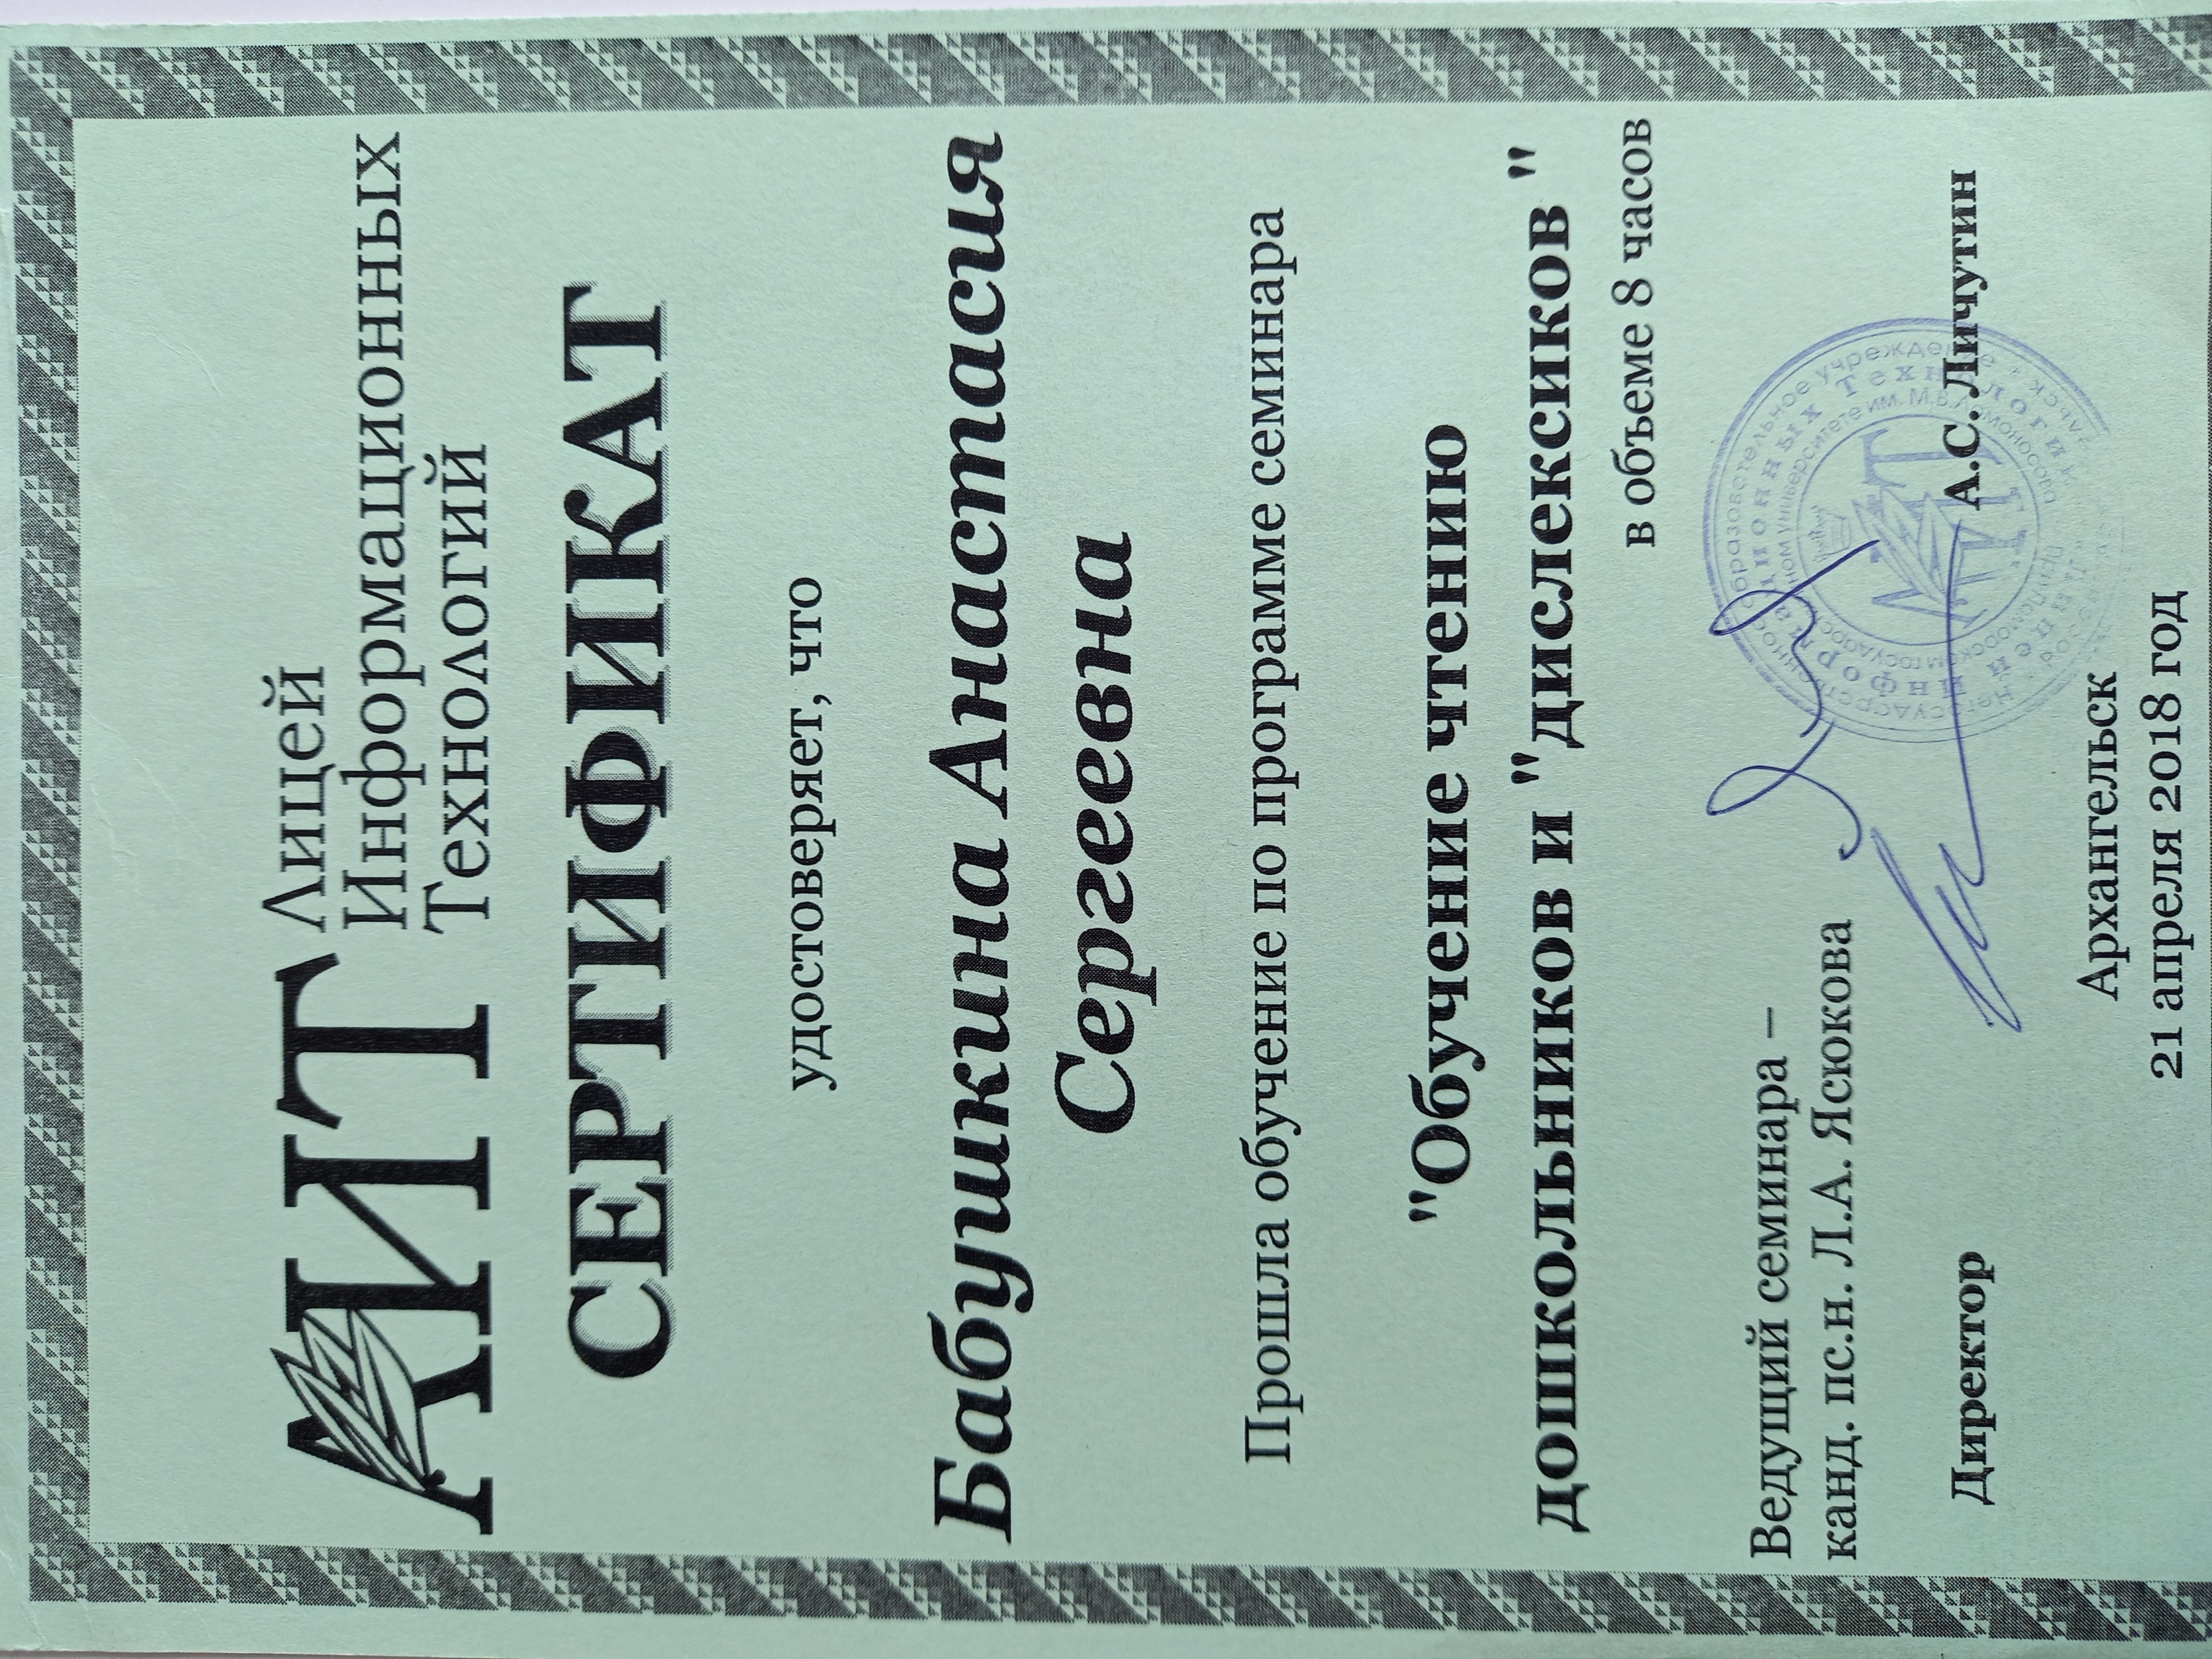 ЛИТ
Лицей
Информационных
Технологий
СЕРТИФИКАТ
удостоверяет, что
Бабушкина Анастасия
Сергеевна
Прошла обучение по программе семинара
"Обучение чтению
дошкольников и "дислексиков"
в объеме 8 часов
Ведущий семинара –
канд. пс.н. Л.А. Ясюкова
Директор
А.С. Личутин
Архангельск
21 апреля 2018 год